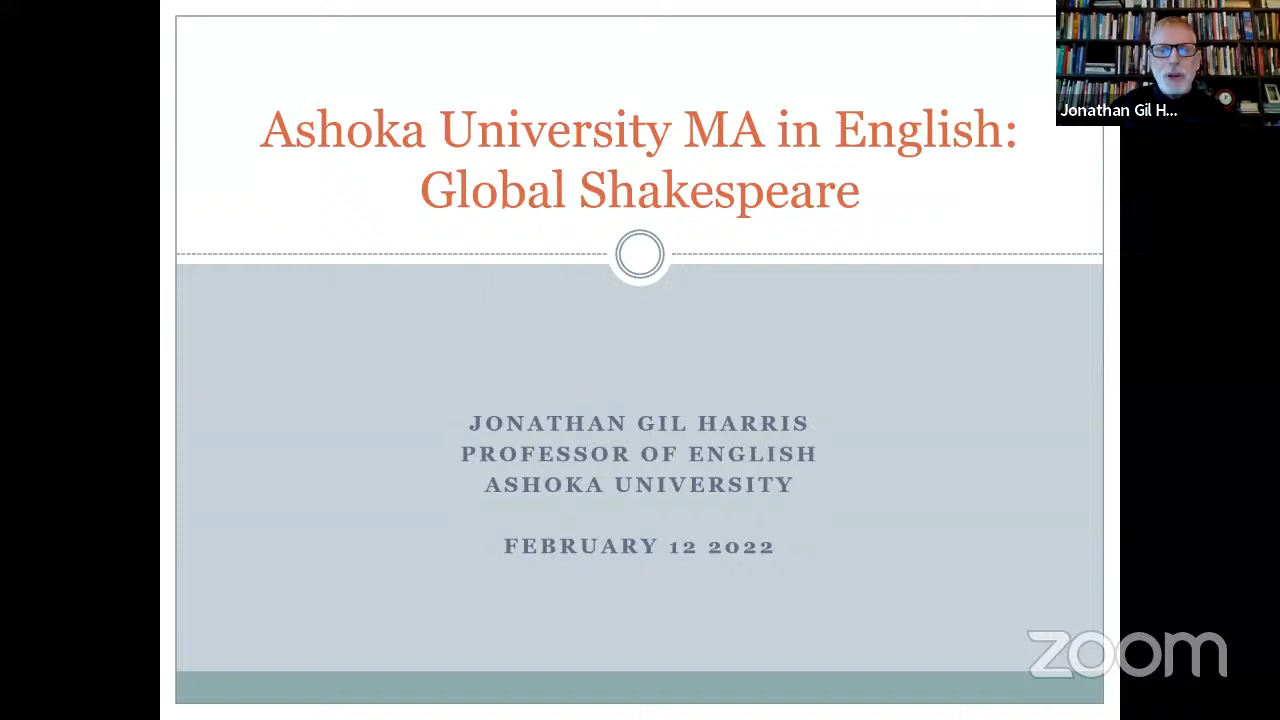 Ashoka University MA in English:
Global Shakespeare
Jonathan Gil H...
JONATHAN GIL HARRIS
PROFESSOR OF ENGLISH
ASHOKA UNIVERSITY
FEBRUARY 12 2022
zoom